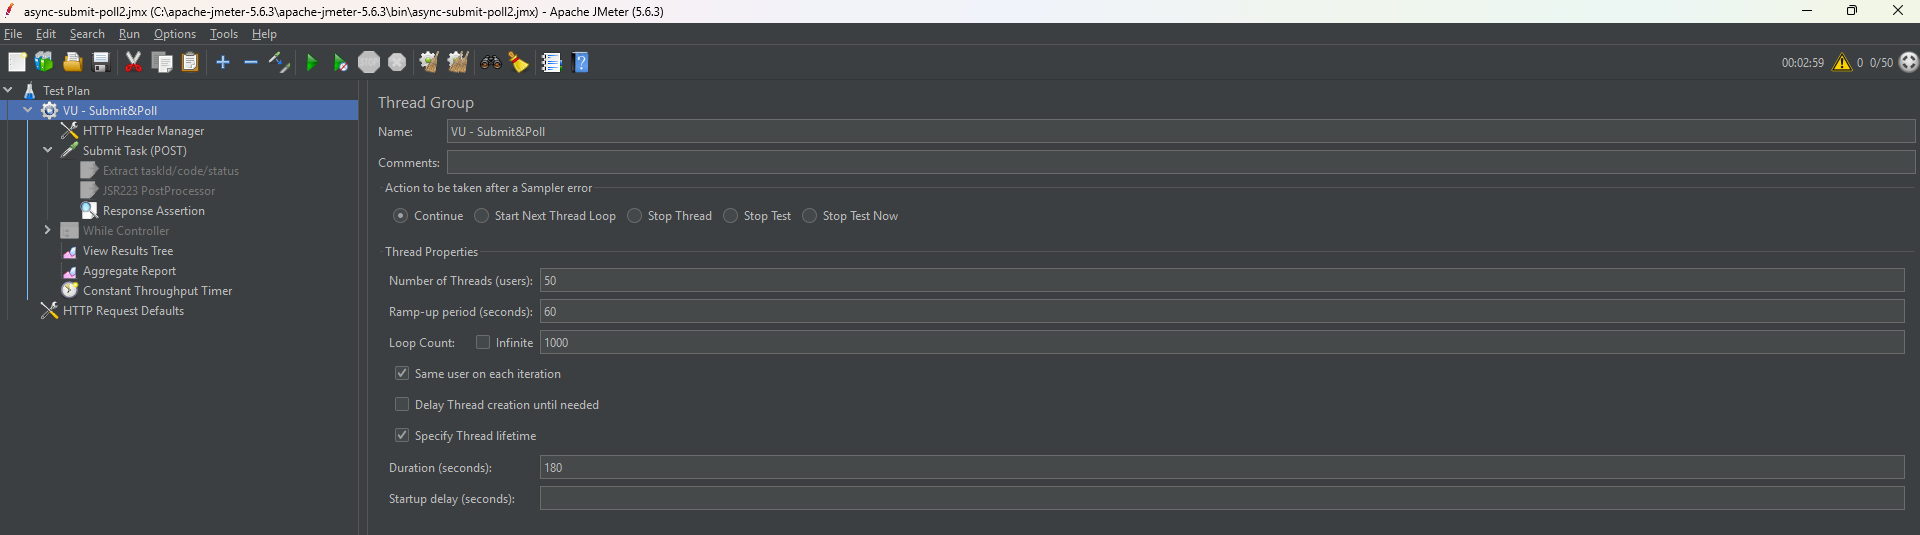 async-submit-poll2.jmx (C:\apache-jmeter-5.6.3\apache-jmeter-5.6.3\bin\async-submit-poll2.jmx) - Apache JMeter (5.6.3)
File Edit Search Run Options Tools Help
00:02:59 0 0/50
Test Plan
VU - Submit&Poll
HTTP Header Manager
Submit Task (POST)
Extract taskId/code/status
JSR223 PostProcessor
Response Assertion
While Controller
View Results Tree
Aggregate Report
Constant Throughput Timer
HTTP Request Defaults
Thread Group
Name: VU - Submit&Poll
Comments:
Action to be taken after a Sampler error
Continue Start Next Thread Loop Stop Thread Stop Test Stop Test Now
Thread Properties
Number of Threads (users): 50
Ramp-up period (seconds): 60
Loop Count: Infinite 1000
Same user on each iteration
Delay Thread creation until needed
Specify Thread lifetime
Duration (seconds): 180
Startup delay (seconds):